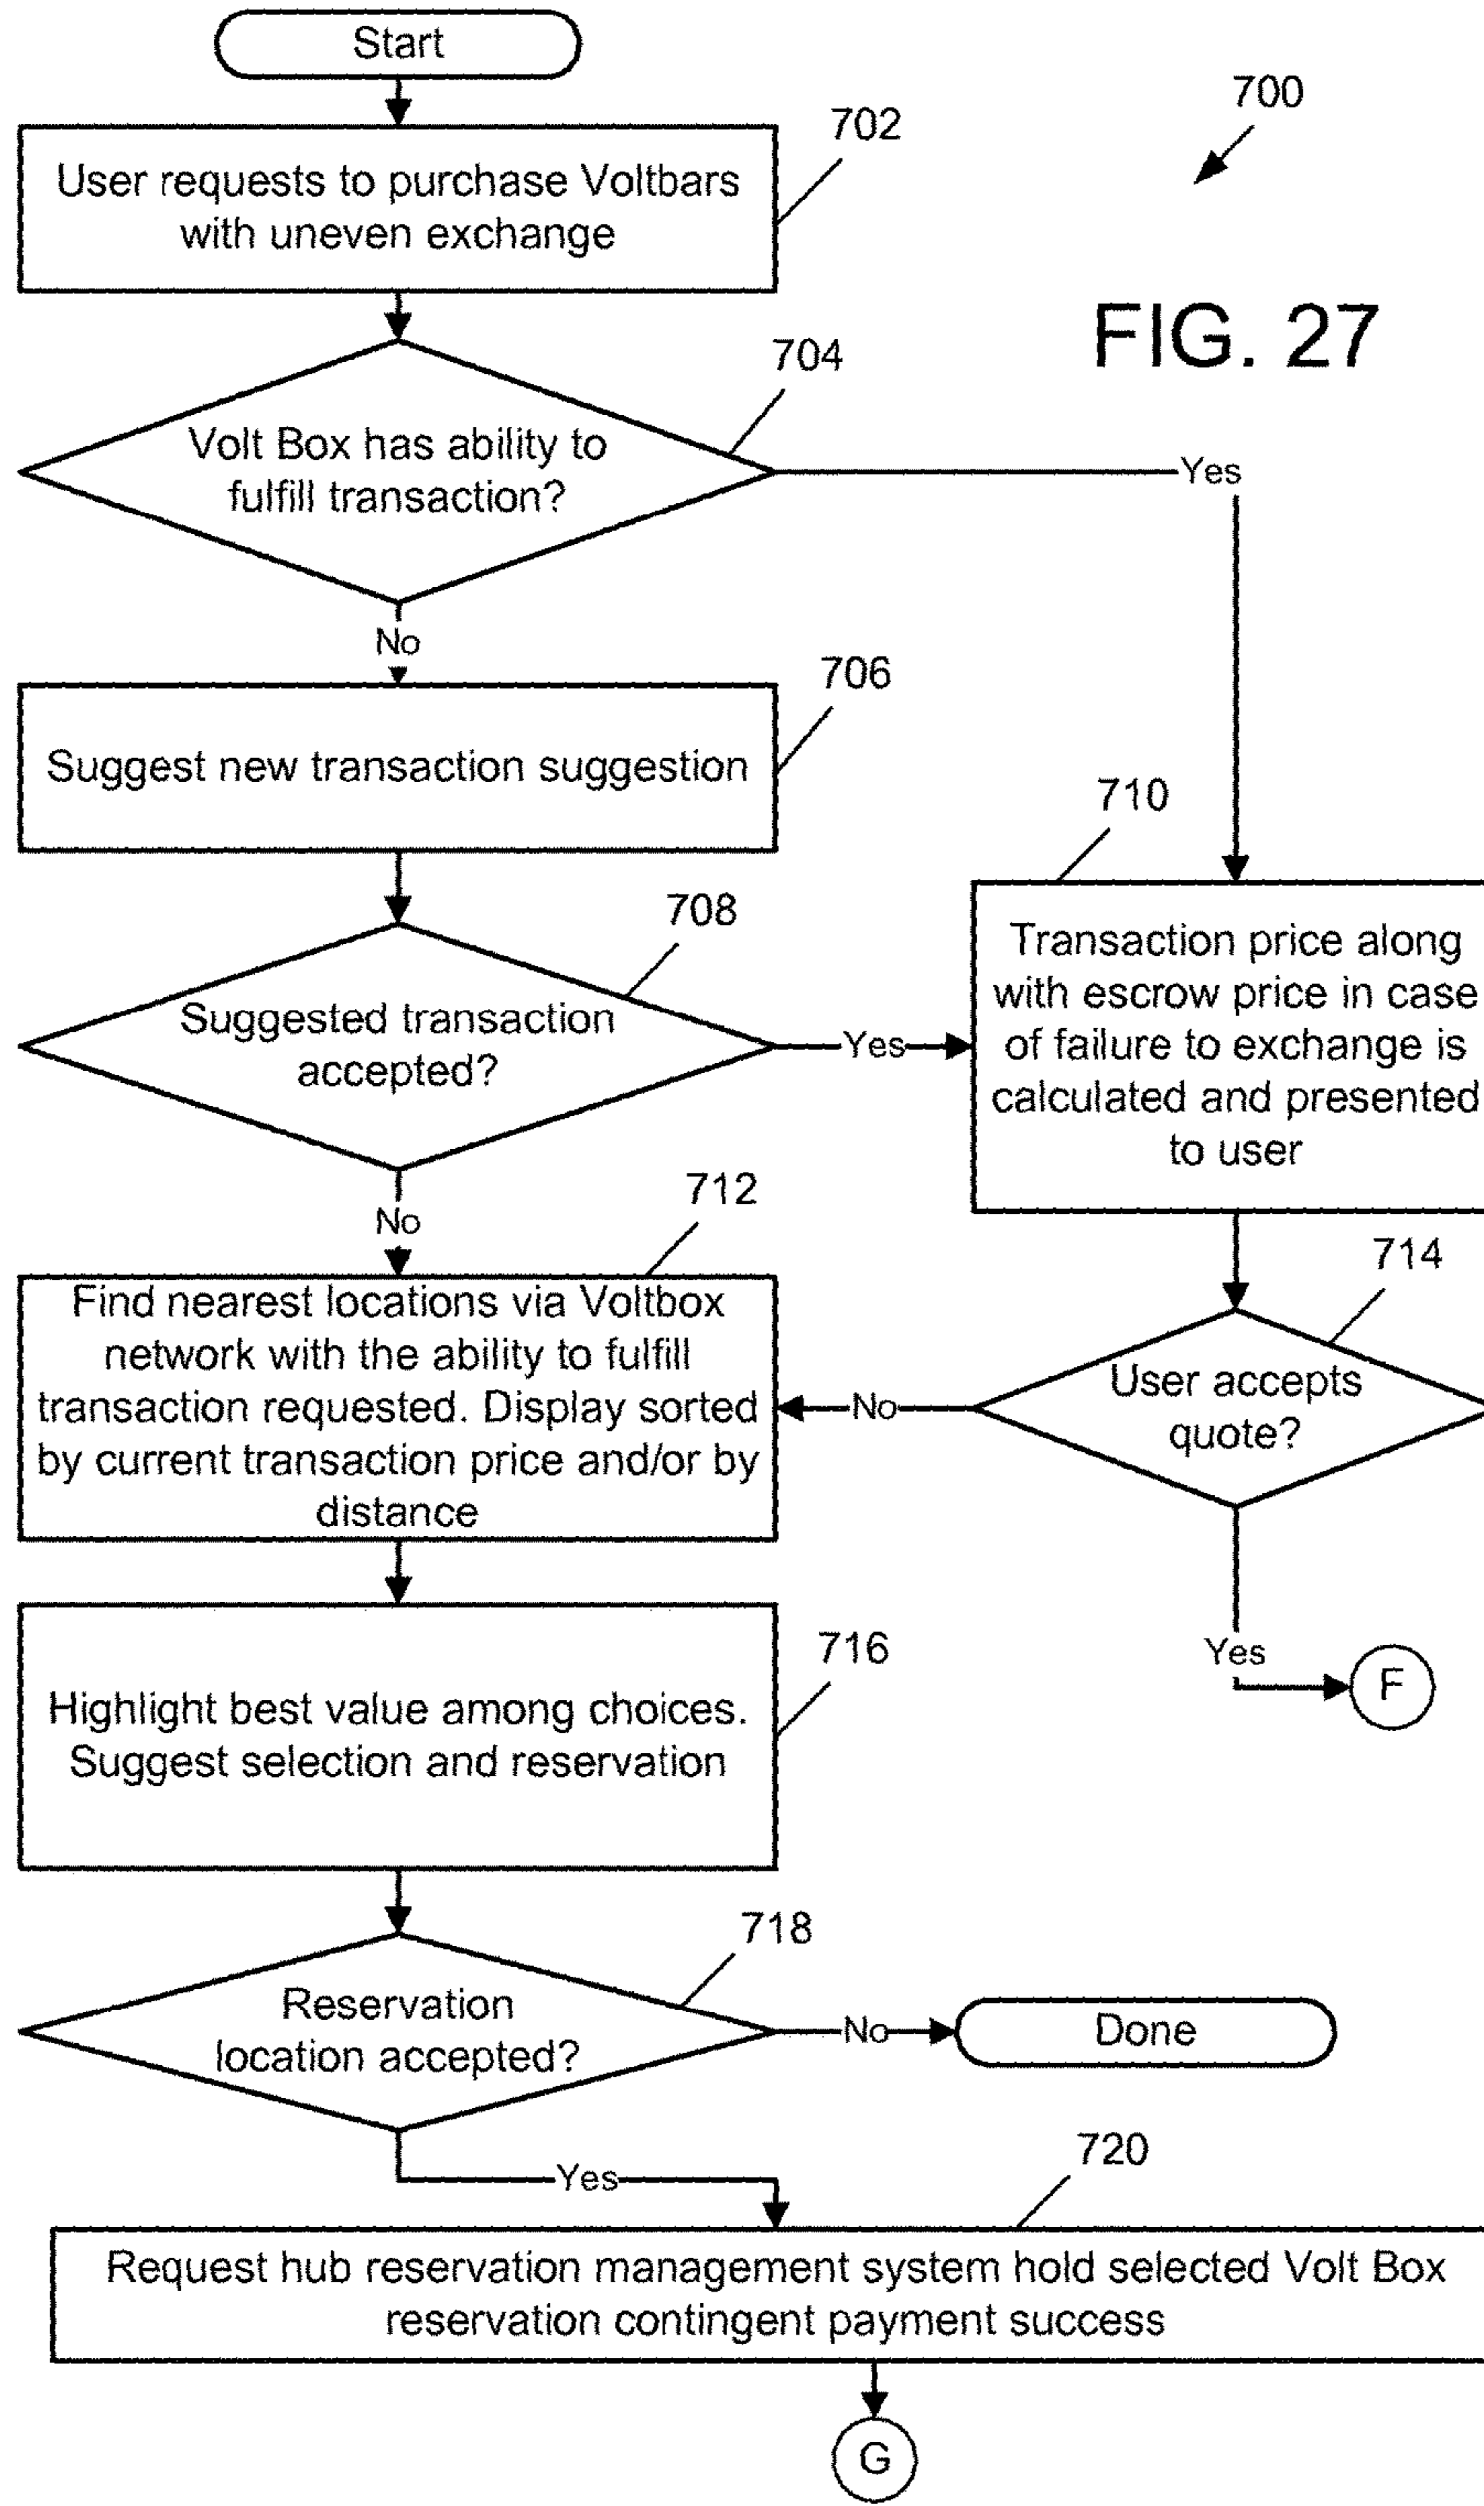 Start
700
702
User requests to purchase Voltbars
with uneven exchange
FIG. 27
704
Volt Box has ability to
fulfill transaction?
Yes
No
706
Suggest new transaction suggestion
710
708
Transaction price along
with escrow price in case
of failure to exchange is
calculated and presented
to user
Suggested transaction
accepted?
Yes
No
712
714
Find nearest locations via Voltbox
network with the ability to fulfill
transaction requested. Display sorted
by current transaction price and/or by
distance
User accepts
quote?
No
Yes
F
716
Highlight best value among choices.
Suggest selection and reservation
718
Reservation
location accepted?
No
Done
Yes
720
Request hub reservation management system hold selected Volt Box
reservation contingent payment success
G